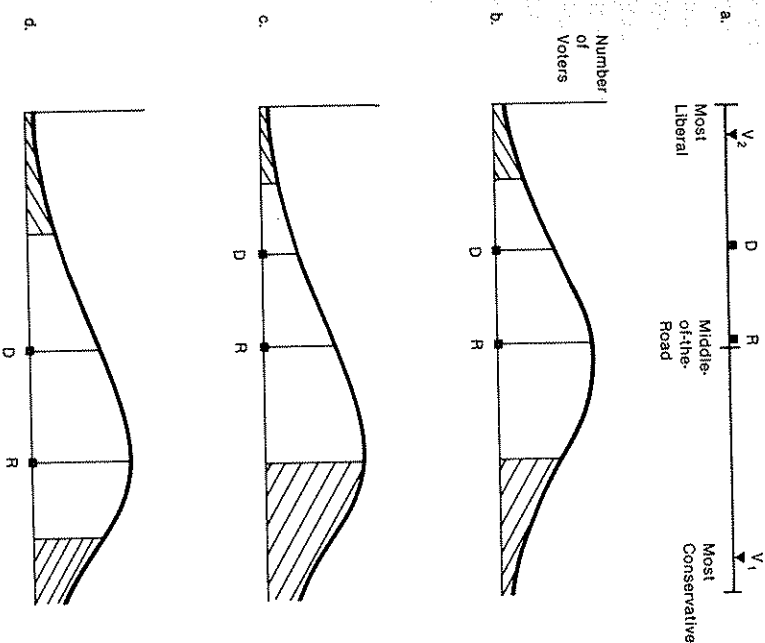 a.
V₂
D
R
V₁
Most
Liberal
Middle-
of-the-
Road
Most
Conservative
b.
Number
of
Voters
D
R
c.
D
R
d.
D
R